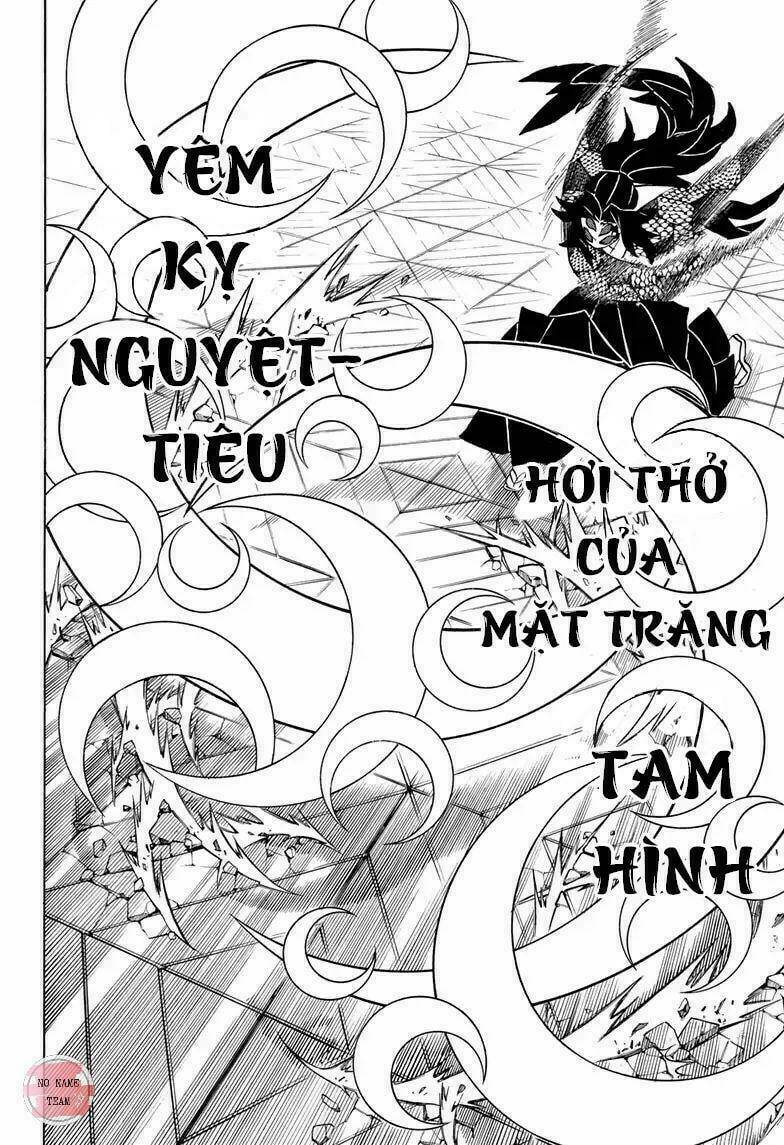 HƠI THỞ
CỦA
MẶT TRĂNG
TAM
HÌNH
YÊM
KỴ
NGUYỆT-
TIÊU
NO NAME
TEAM